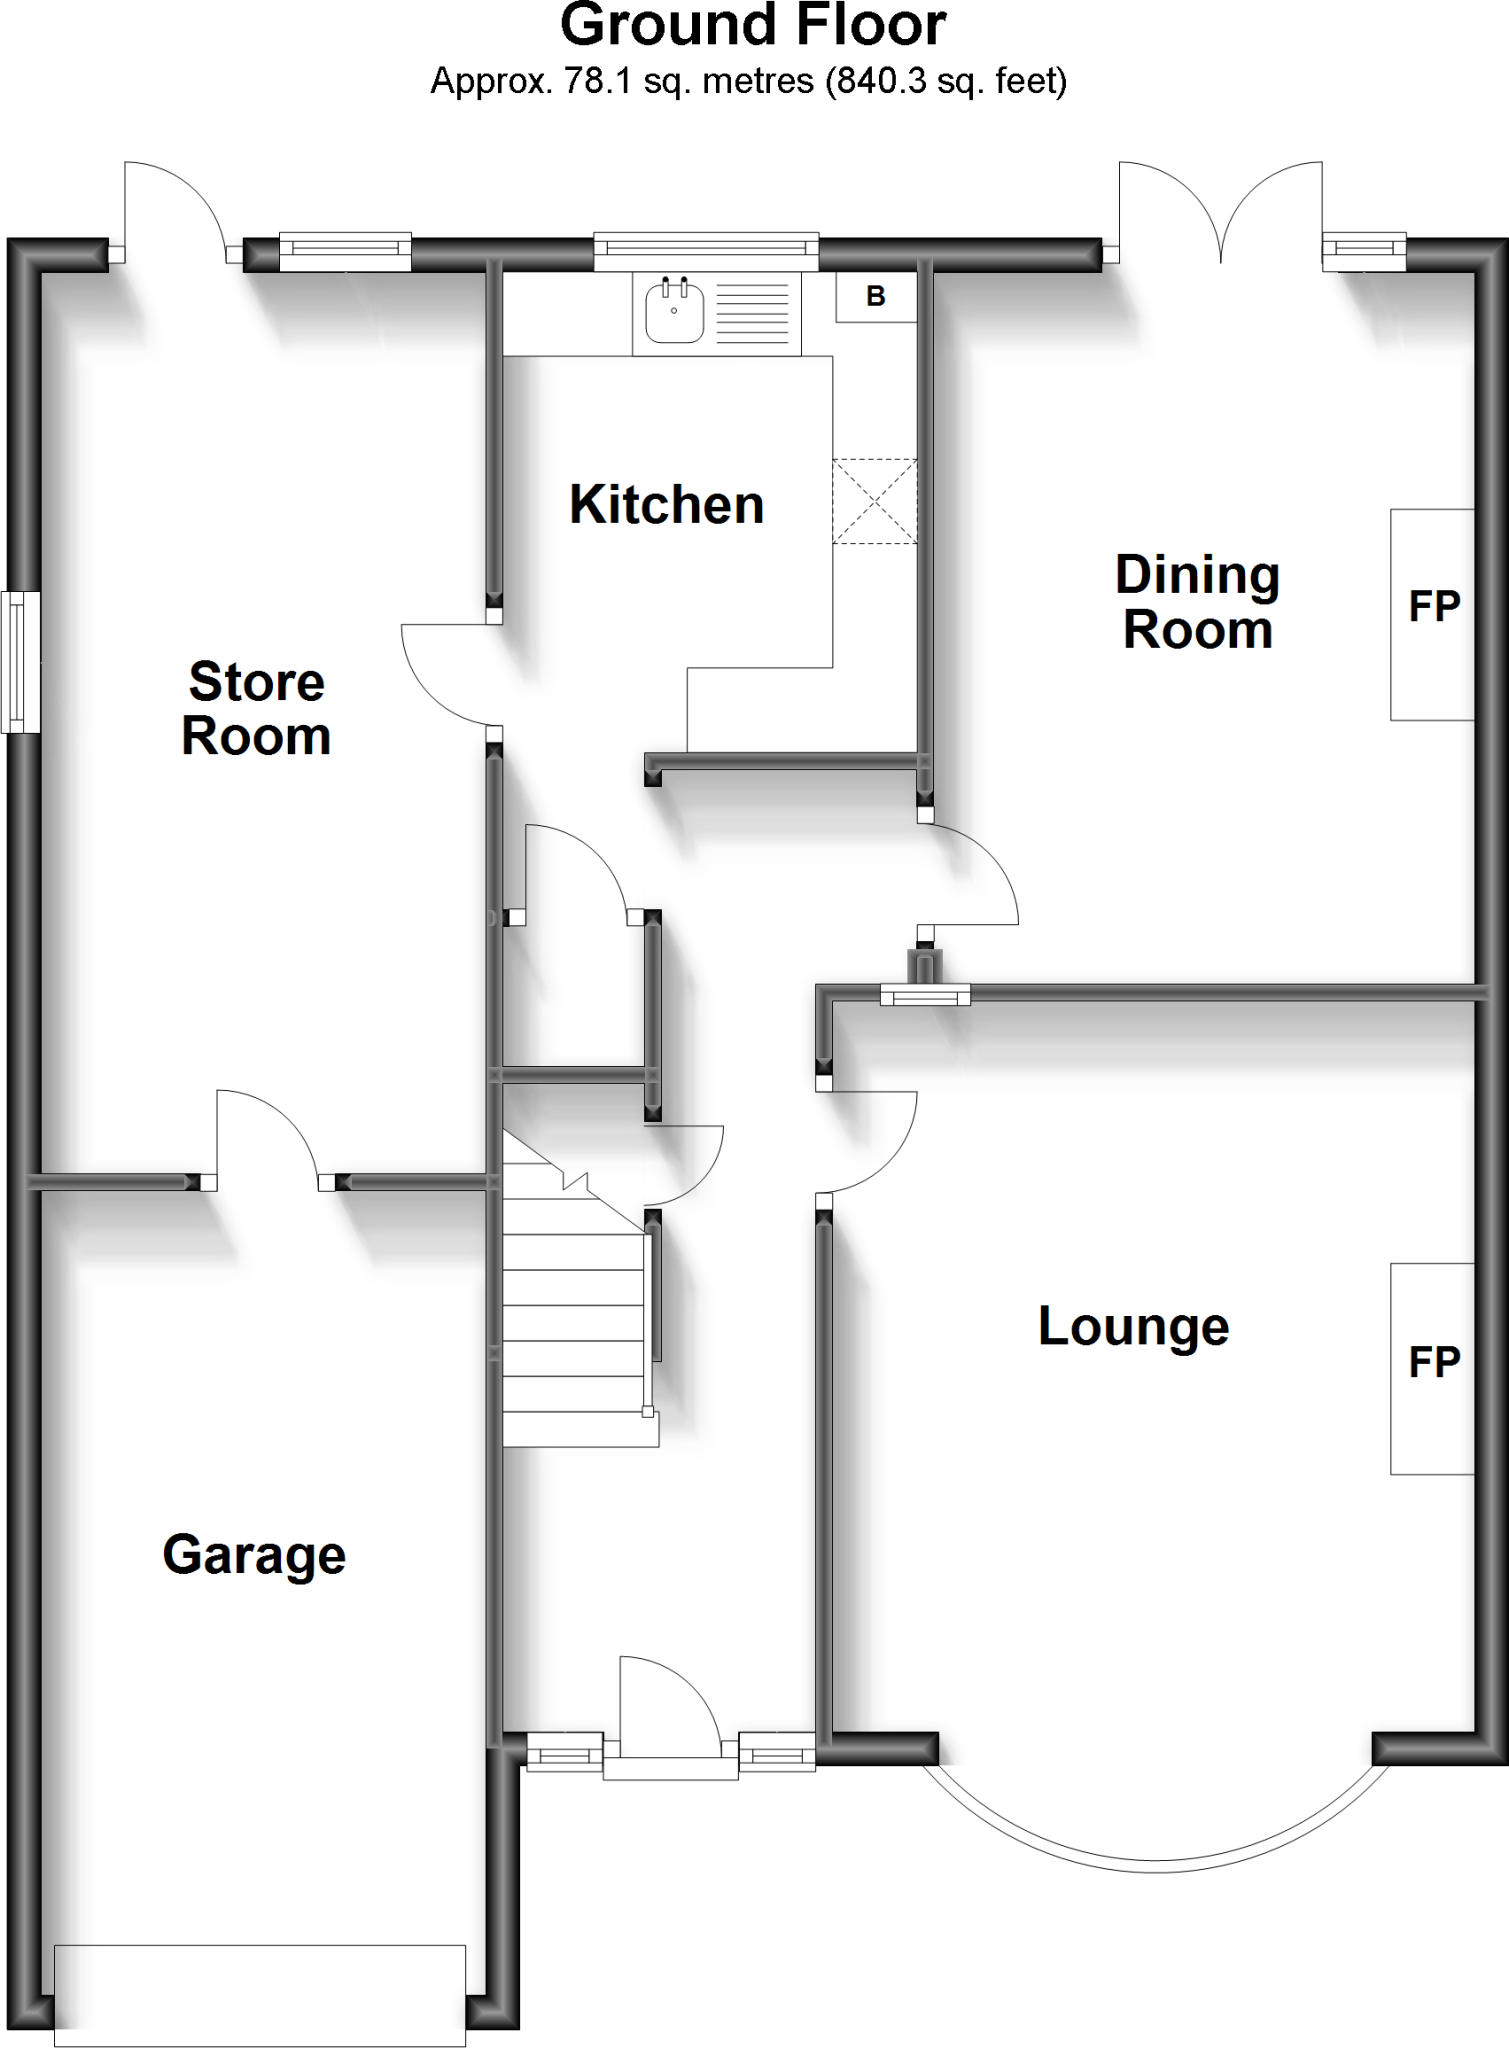 Ground Floor
Approx. 78.1 sq. metres (840.3 sq. feet)
B
Kitchen
Dining
Room
FP
Store
Room
Lounge
FP
Garage